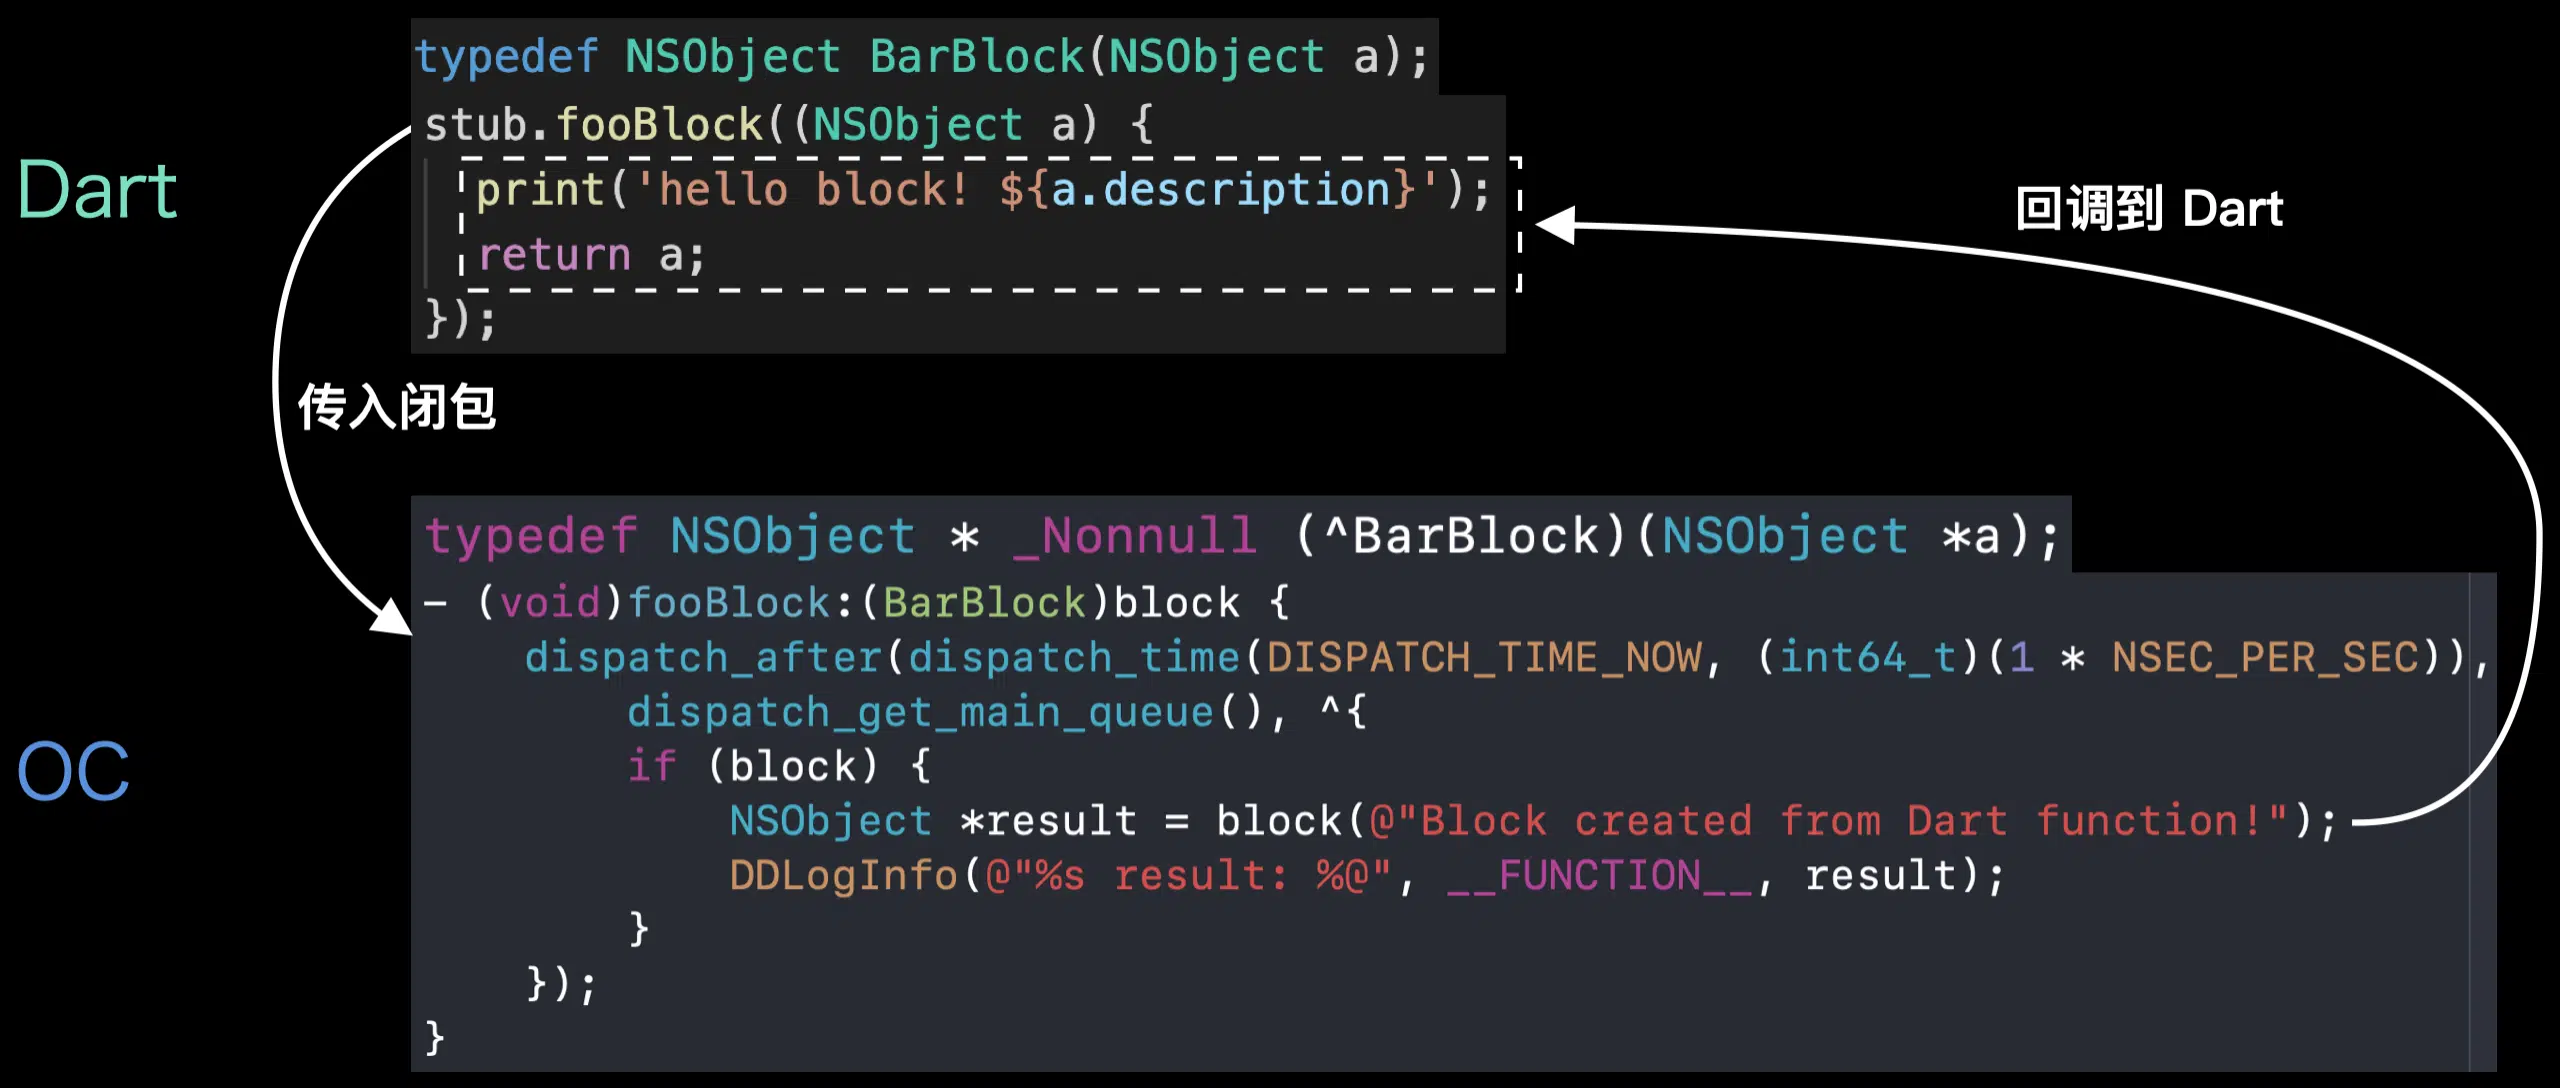 typedef NSObject BarBlock(NSObject a);
stub.fooBlock((NSObject a) {
print('hello block! ${a.description}');
return a;
});
Dart
回调到 Dart
传入闭包
typedef NSObject * _Nonnull (^BarBlock)(NSObject *a);
- (void)fooBlock:(BarBlock)block {
dispatch_after(dispatch_time(DISPATCH_TIME_NOW, (int64_t)(1 * NSEC_PER_SEC)),
dispatch_get_main_queue(), ^{
if (block) {
NSObject *result = block(@"Block created from Dart function!");
DDLogInfo(@"%s result: %@", __FUNCTION__, result);
}
});
}
OC